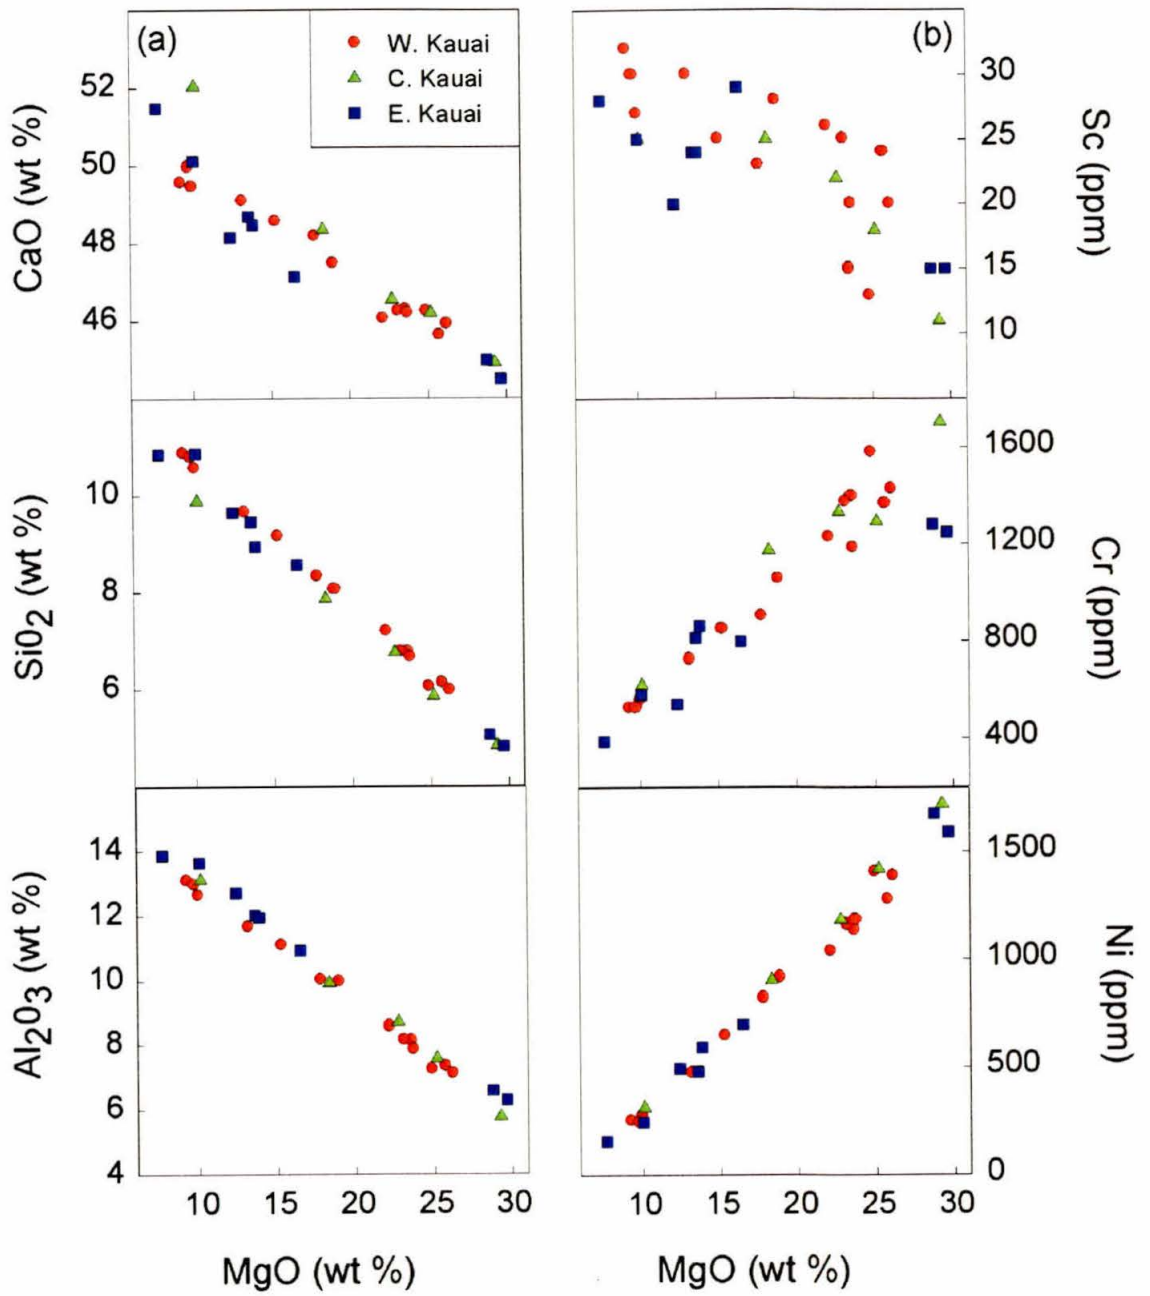 (a)
W. Kauai
C. Kauai
E. Kauai
CaO (wt %)
52
50
48
46
SiO₂ (wt %)
10
8
6
Al₂O₃ (wt %)
14
12
10
8
6
4
10 15 20 25 30
MgO (wt %)
(b)
30
25
20
15
10
Sc (ppm)
1600
1200
800
400
Cr (ppm)
1500
1000
500
0
Ni (ppm)
10 15 20 25 30
MgO (wt %)